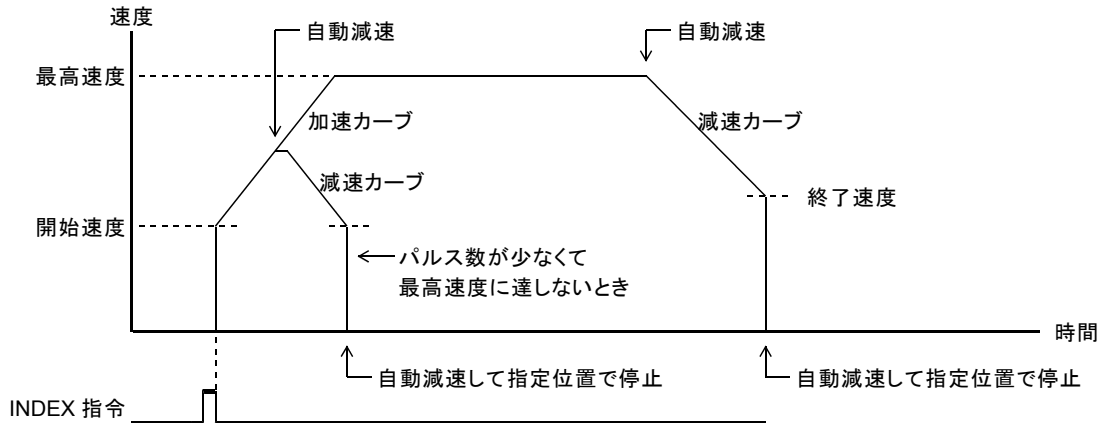 速度
自動減速
自動減速
最高速度
加速カーブ
減速カーブ
減速カーブ
終了速度
開始速度
パルス数が少なくて
最高速度に達しないとき
時間
自動減速して指定位置で停止
自動減速して指定位置で停止
INDEX 指令